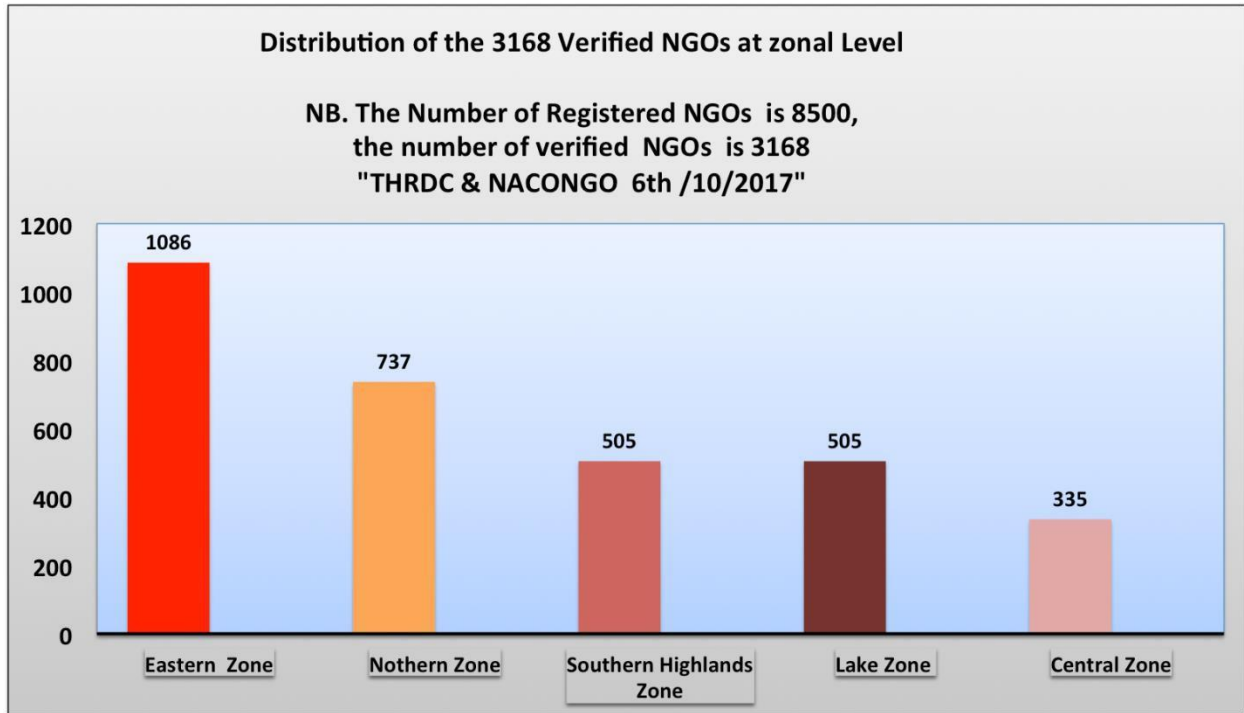 Distribution of the 3168 Verified NGOs at zonal Level
NB. The Number of Registered NGOs is 8500,
the number of verified NGOs is 3168
"THRDC & NACONGO 6th /10/2017"
1200
1000
800
600
400
200
0
1086
737
505
505
335
Eastern Zone
Nothern Zone
Southern Highlands
Zone
Lake Zone
Central Zone